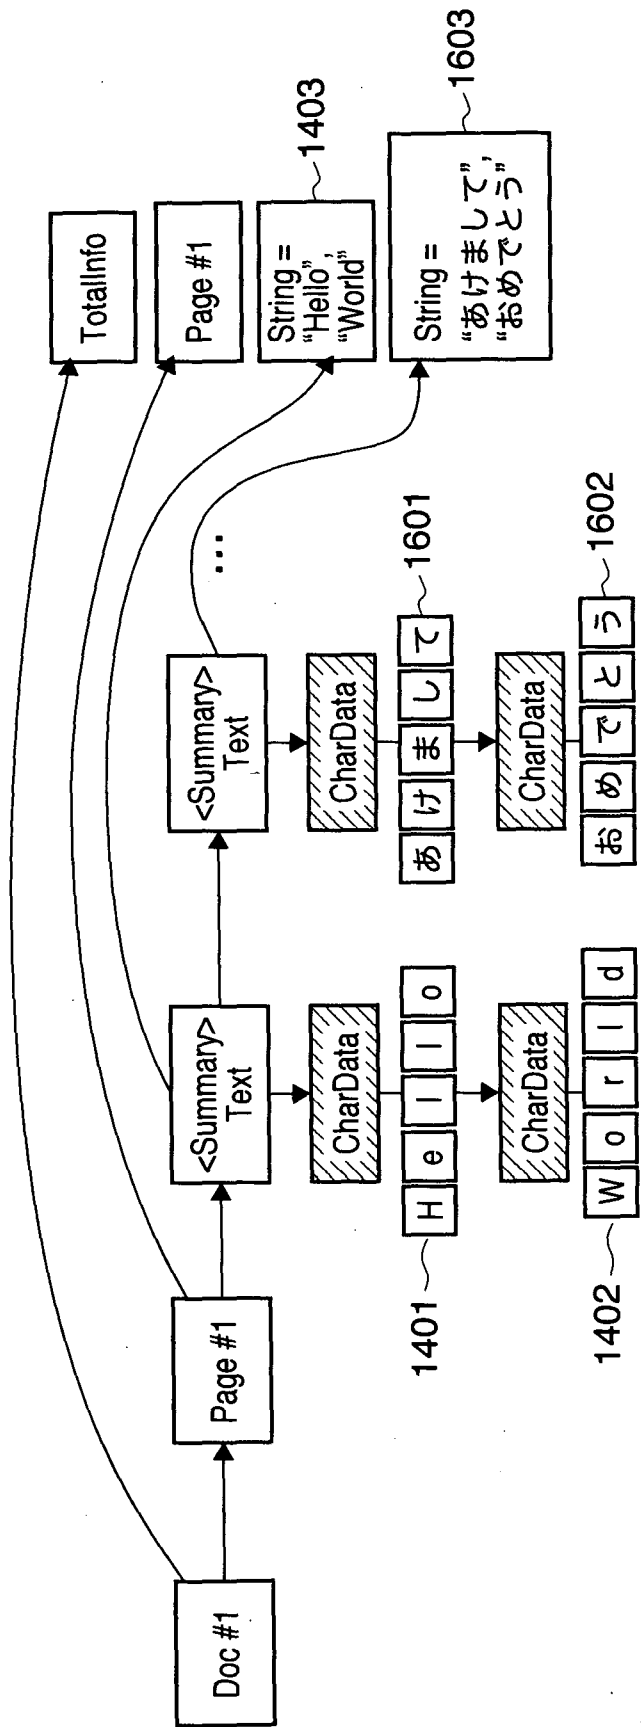 TotalInfo
Page #1
String =
“Hello”,
“World”
1403
String =
“あけまして”,
“おめでとう”
1603
Doc #1
Page #1
<Summary>
Text
<Summary>
Text
...
CharData
CharData
H e l l o
1401
あ け ま し て
1601
CharData
CharData
W o r l d
1402
お め で と う
1602